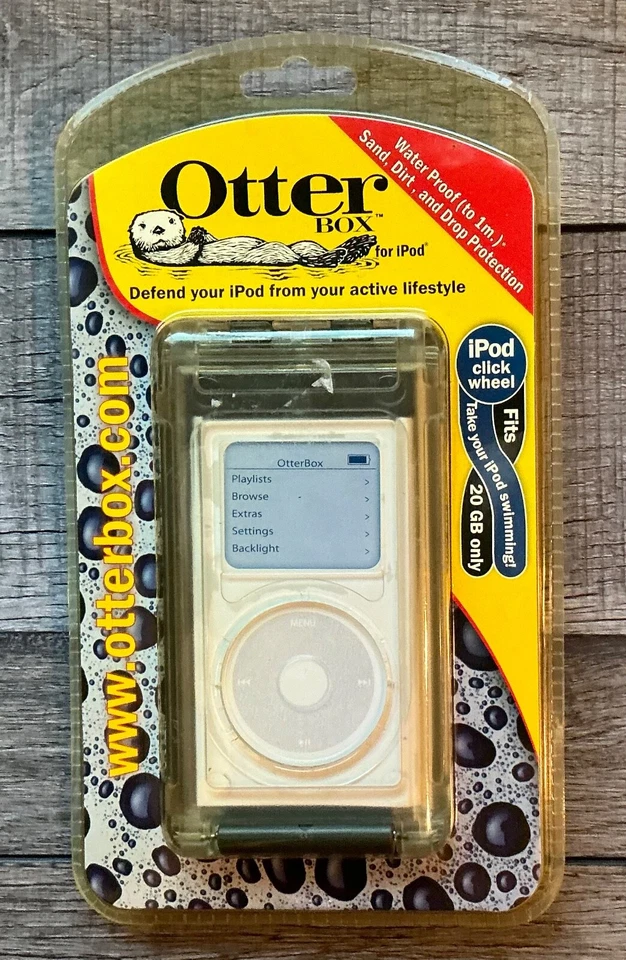 Otter
BOX™
for iPod®
Water Proof (to 1m.)*
Sand, Dirt, and Drop Protection
Defend your iPod from your active lifestyle
iPod
click
wheel
Fits
20 GB only
Take your iPod swimming!
www.otterbox.com
OtterBox
Playlists >
Browse >
Extras >
Settings >
Backlight >
MENU